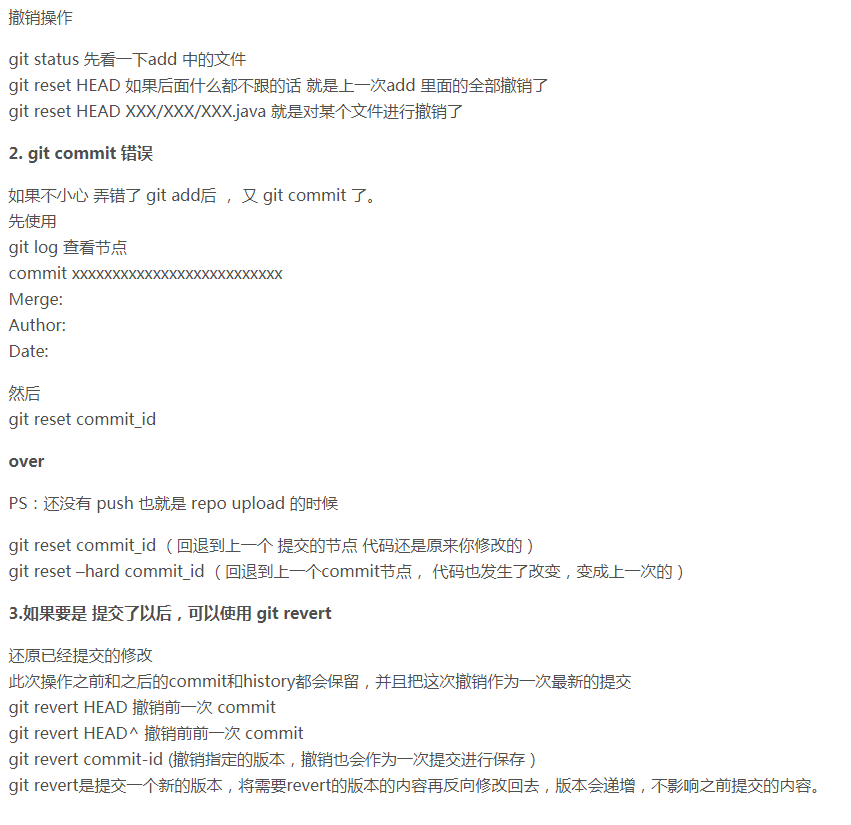 撤销操作
git status 先看一下add 中的文件
git reset HEAD 如果后面什么都不跟的话 就是上一次add 里面的全部撤销了
git reset HEAD XXX/XXX/XXX.java 就是对某个文件进行撤销了
2. git commit 错误
如果不小心 弄错了 git add后 ， 又 git commit 了。
先使用
git log 查看节点
commit xxxxxxxxxxxxxxxxxxxxxxxxxx
Merge:
Author:
Date:
然后
git reset commit_id
over
PS：还没有 push 也就是 repo upload 的时候
git reset commit_id （回退到上一个 提交的节点 代码还是原来你修改的）
git reset –hard commit_id （回退到上一个commit节点， 代码也发生了改变，变成上一次的）
3.如果要是 提交了以后，可以使用 git revert
还原已经提交的修改
此次操作之前和之后的commit和history都会保留，并且把这次撤销作为一次最新的提交
git revert HEAD 撤销前一次 commit
git revert HEAD^ 撤销前前一次 commit
git revert commit-id (撤销指定的版本，撤销也会作为一次提交进行保存）
git revert是提交一个新的版本，将需要revert的版本的内容再反向修改回去，版本会递增，不影响之前提交的内容。